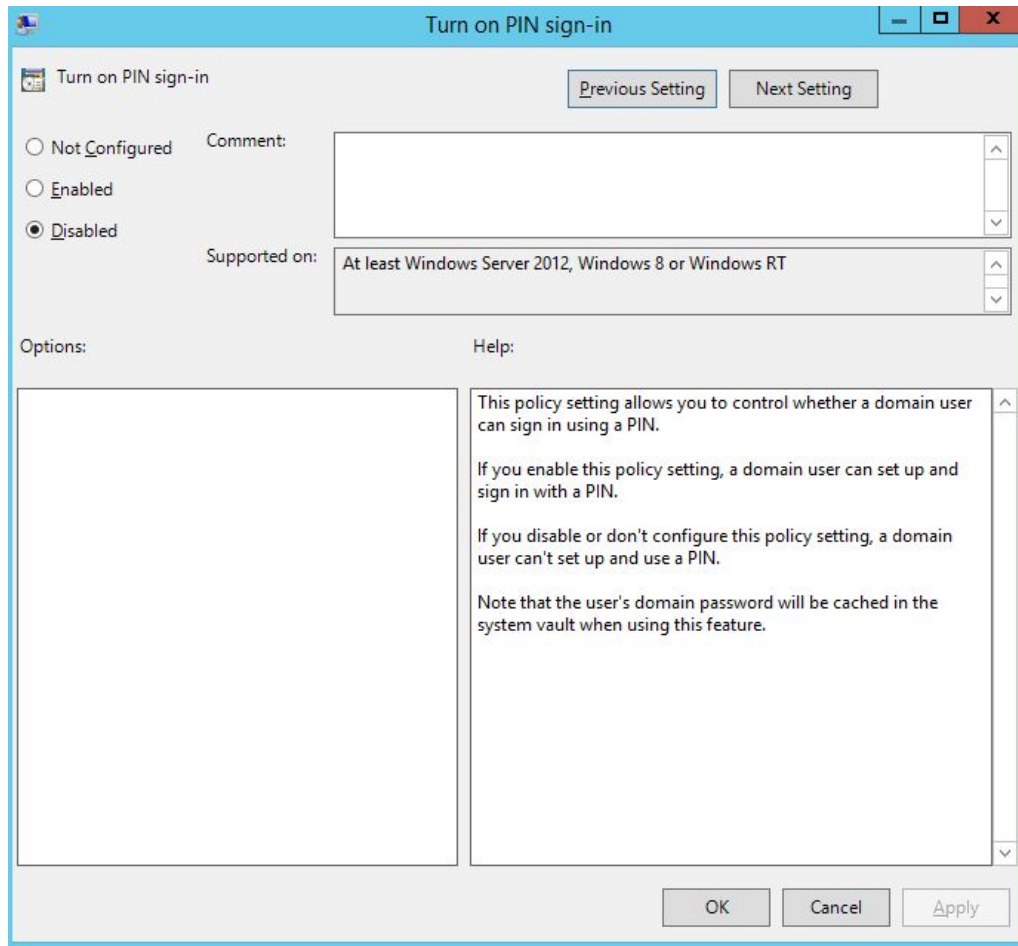 Turn on PIN sign-in
Turn on PIN sign-in
Previous Setting
Next Setting
Not Configured
Comment:
Enabled
Disabled
Supported on:
At least Windows Server 2012, Windows 8 or Windows RT
Options:
Help:
This policy setting allows you to control whether a domain user
can sign in using a PIN.
If you enable this policy setting, a domain user can set up and
sign in with a PIN.
If you disable or don't configure this policy setting, a domain
user can't set up and use a PIN.
Note that the user's domain password will be cached in the
system vault when using this feature.
OK
Cancel
Apply